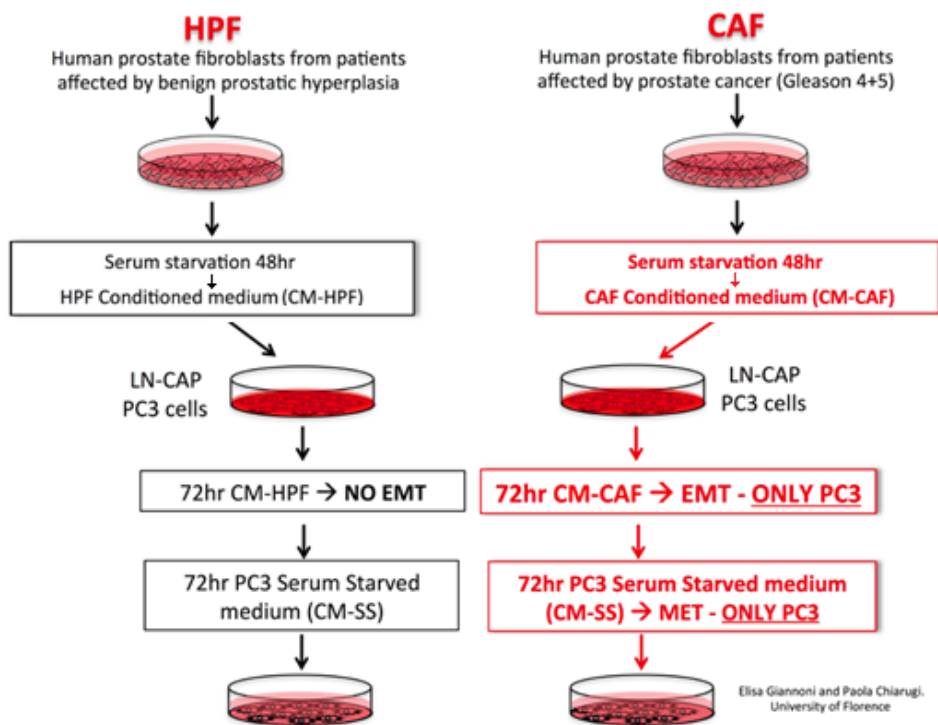 HPF
Human prostate fibroblasts from patients
affected by benign prostatic hyperplasia
Serum starvation 48hr
HPF Conditioned medium (CM-HPF)
LN-CAP
PC3 cells
72hr CM-HPF → NO EMT
72hr PC3 Serum Starved
medium (CM-SS)
CAF
Human prostate fibroblasts from patients
affected by prostate cancer (Gleason 4+5)
Serum starvation 48hr
CAF Conditioned medium (CM-CAF)
LN-CAP
PC3 cells
72hr CM-CAF → EMT - ONLY PC3
72hr PC3 Serum Starved medium
(CM-SS) → MET - ONLY PC3
Elisa Giannoni and Paola Chiarugi.
University of Florence